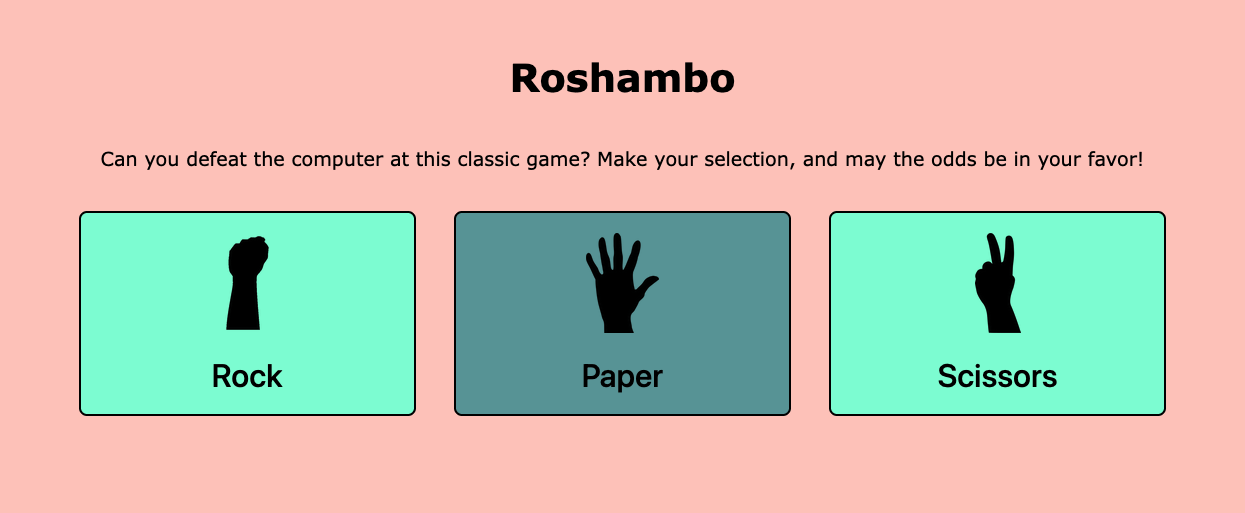 Roshambo
Can you defeat the computer at this classic game? Make your selection, and may the odds be in your favor!
Rock
Paper
Scissors